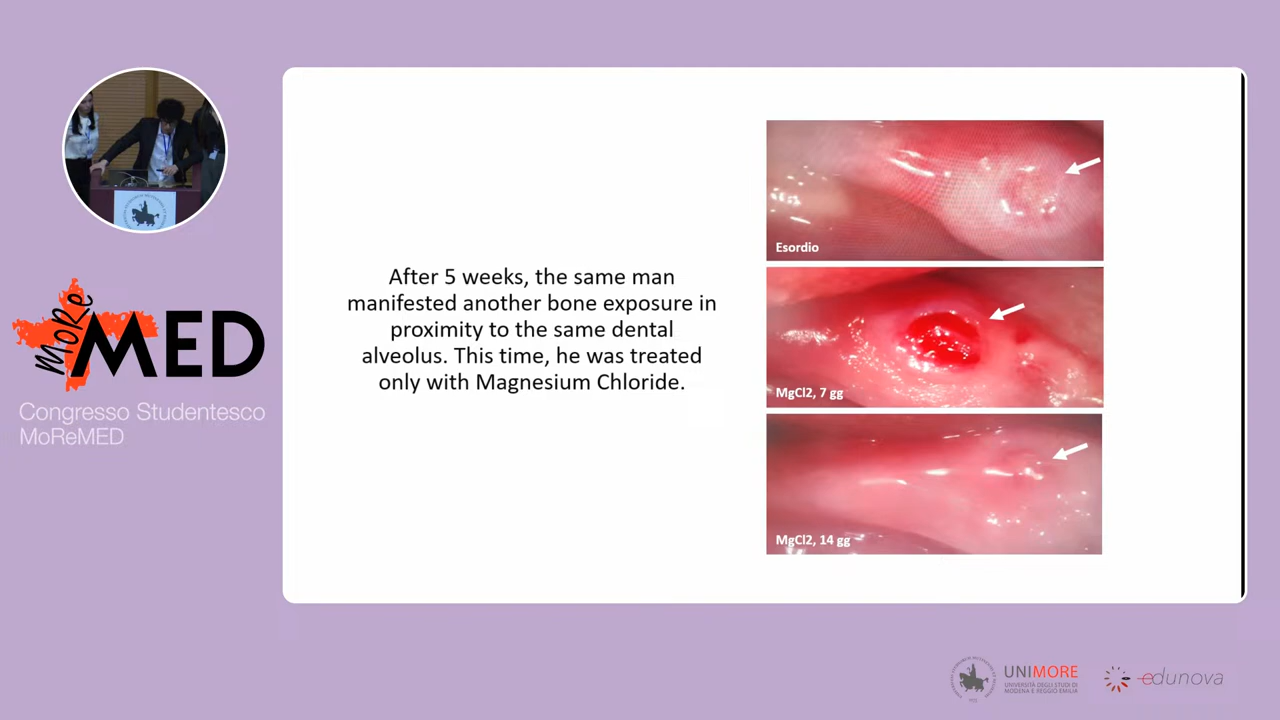 MoRe
MED
Congresso Studentesco
MoReMED
After 5 weeks, the same man
manifested another bone exposure in
proximity to the same dental
alveolus. This time, he was treated
only with Magnesium Chloride.
Esordio
MgCl2, 7 gg
MgCl2, 14 gg
UNIMORE
UNIVERSITÀ DEGLI STUDI DI
MODENA E REGGIO EMILIA
edunova